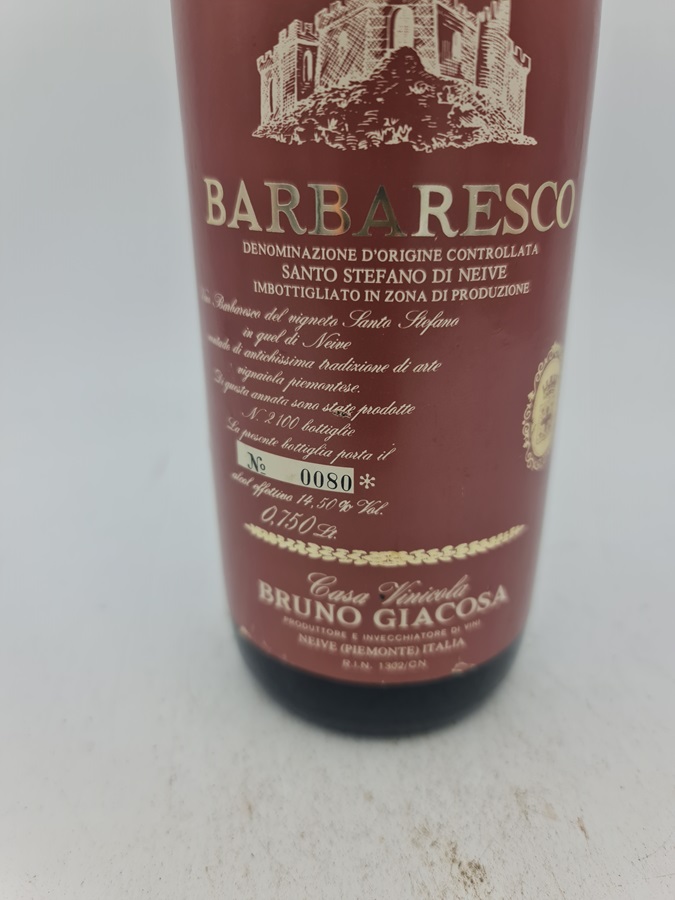 BARBARESCO
DENOMINAZIONE D'ORIGINE CONTROLLATA
SANTO STEFANO DI NEIVE
IMBOTTIGLIATO IN ZONA DI PRODUZIONE
Barbaresco del vigneto Santo Stefano
in quel di Neive
di antichissima tradizione di arte
vignaiola piemontese.
Di questa annata sono state prodotte
N. 2100 bottiglie
La presente bottiglia porta il
No 0080*
alcol effettivo 14,50% Vol.
0,750 Lt.
Casa Vinicola
BRUNO GIACOSA
PRODUTTORE E INVECCHIATORE DI VINI
NEIVE (PIEMONTE) ITALIA
R.I.N. 1302/CN